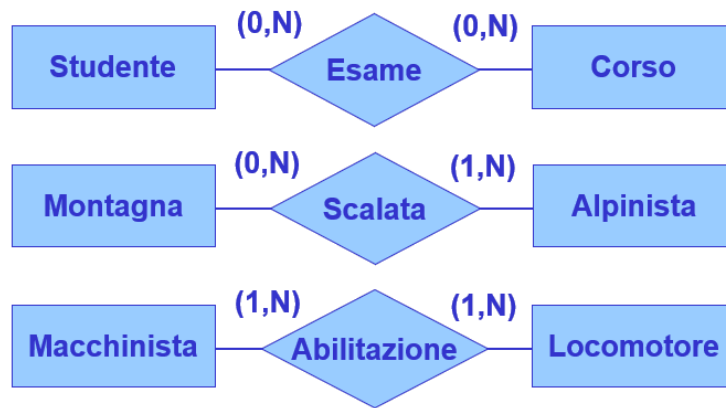 (0,N) (0,N)
Studente Esame Corso
(0,N) (1,N)
Montagna Scalata Alpinista
(1,N) (1,N)
Macchinista Abilitazione Locomotore